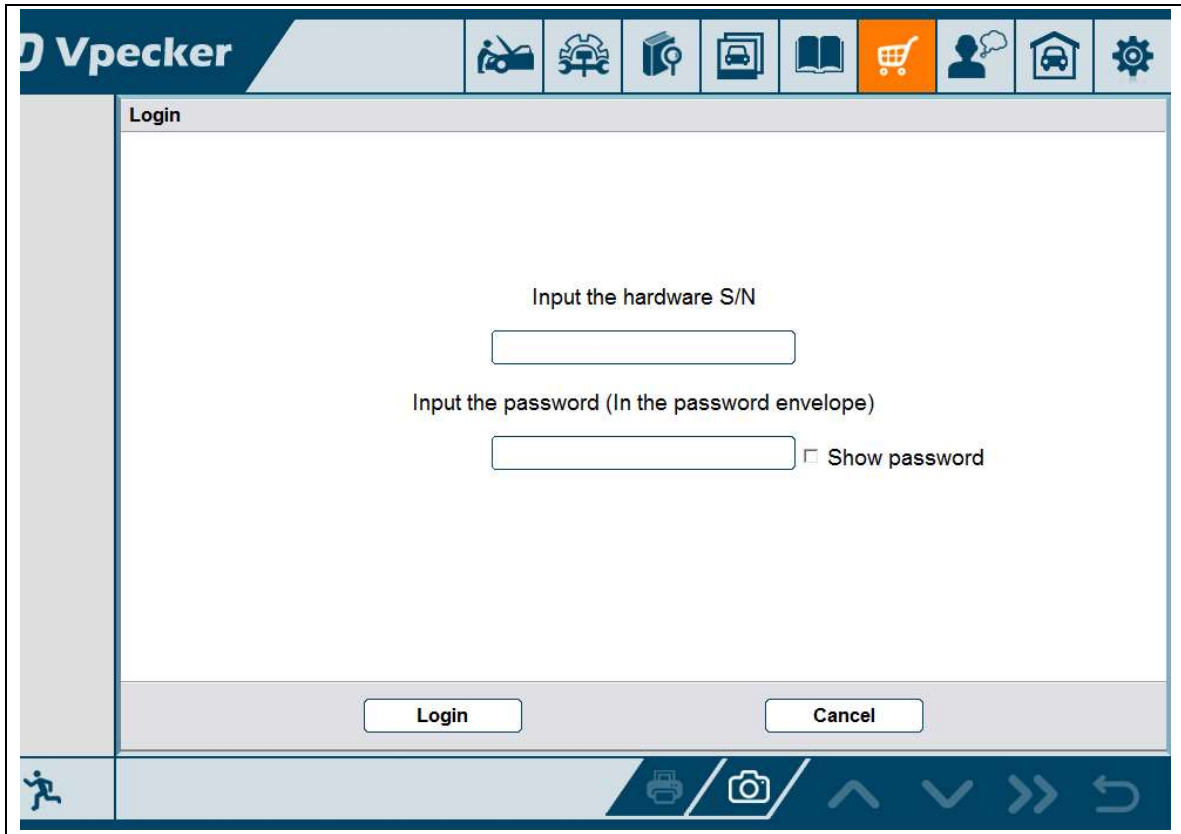 Vpecker
Login
Input the hardware S/N
Input the password (In the password envelope)
Show password
Login Cancel